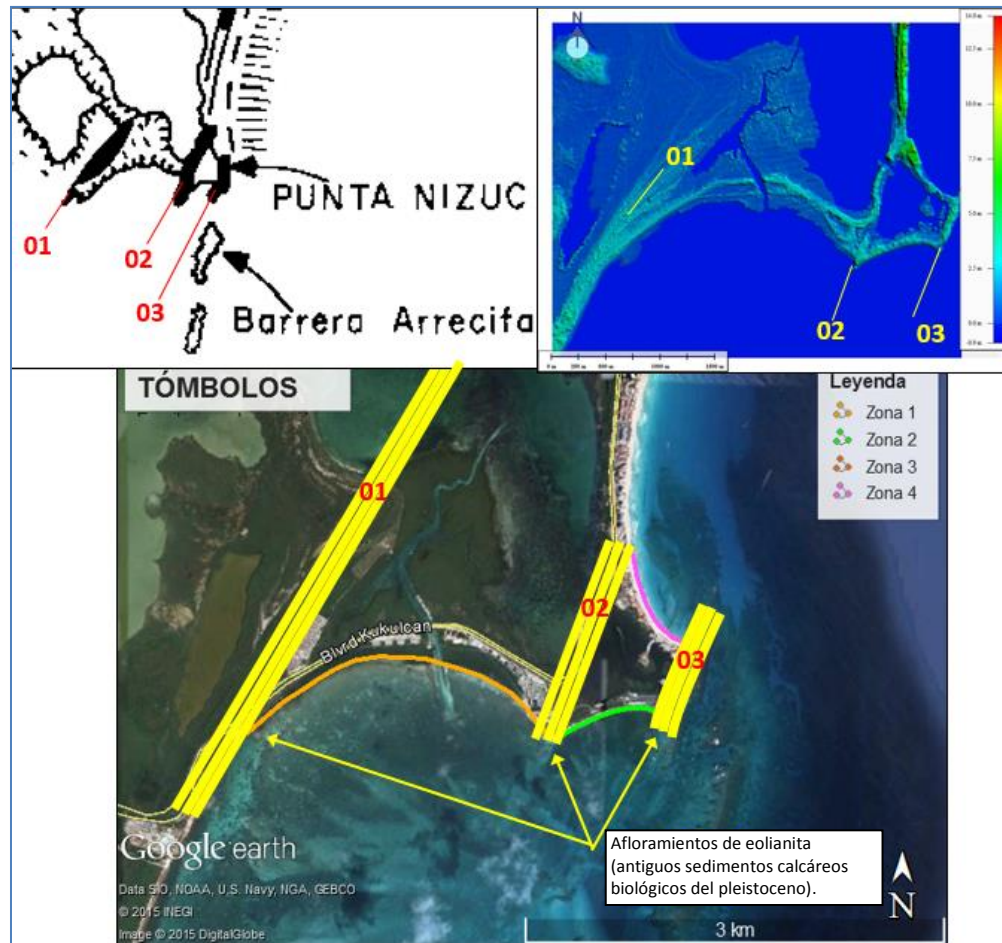 01
02
03
PUNTA NIZUC
Barrera Arrecifa
N
01
02
03
TÓMBOLOS
Leyenda
Zona 1
Zona 2
Zona 3
Zona 4
01
02
03
Blvrd Kukulcan
Afloramientos de eolianita
(antiguos sedimentos calcáreos
biológicos del pleistoceno).
Google earth
Data SIO, NOAA, U.S. Navy, NGA, GEBCO
© 2015 INEGI
Image © 2015 DigitalGlobe
N
3 km